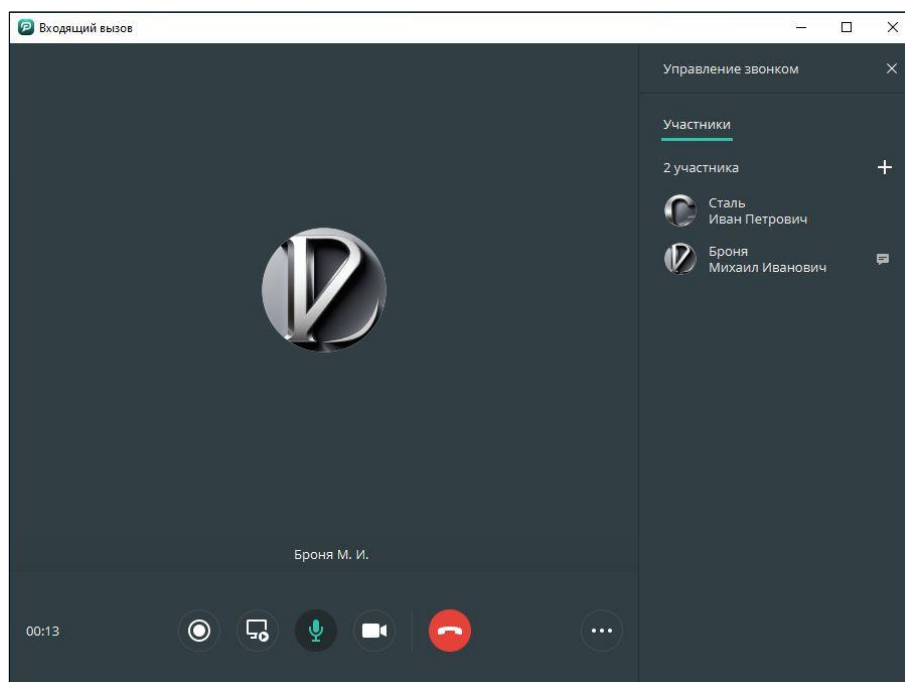 Входящий вызов
Управление звонком
Участники
2 участника
Сталь
Иван Петрович
Броня
Михаил Иванович
Броня М. И.
00:13